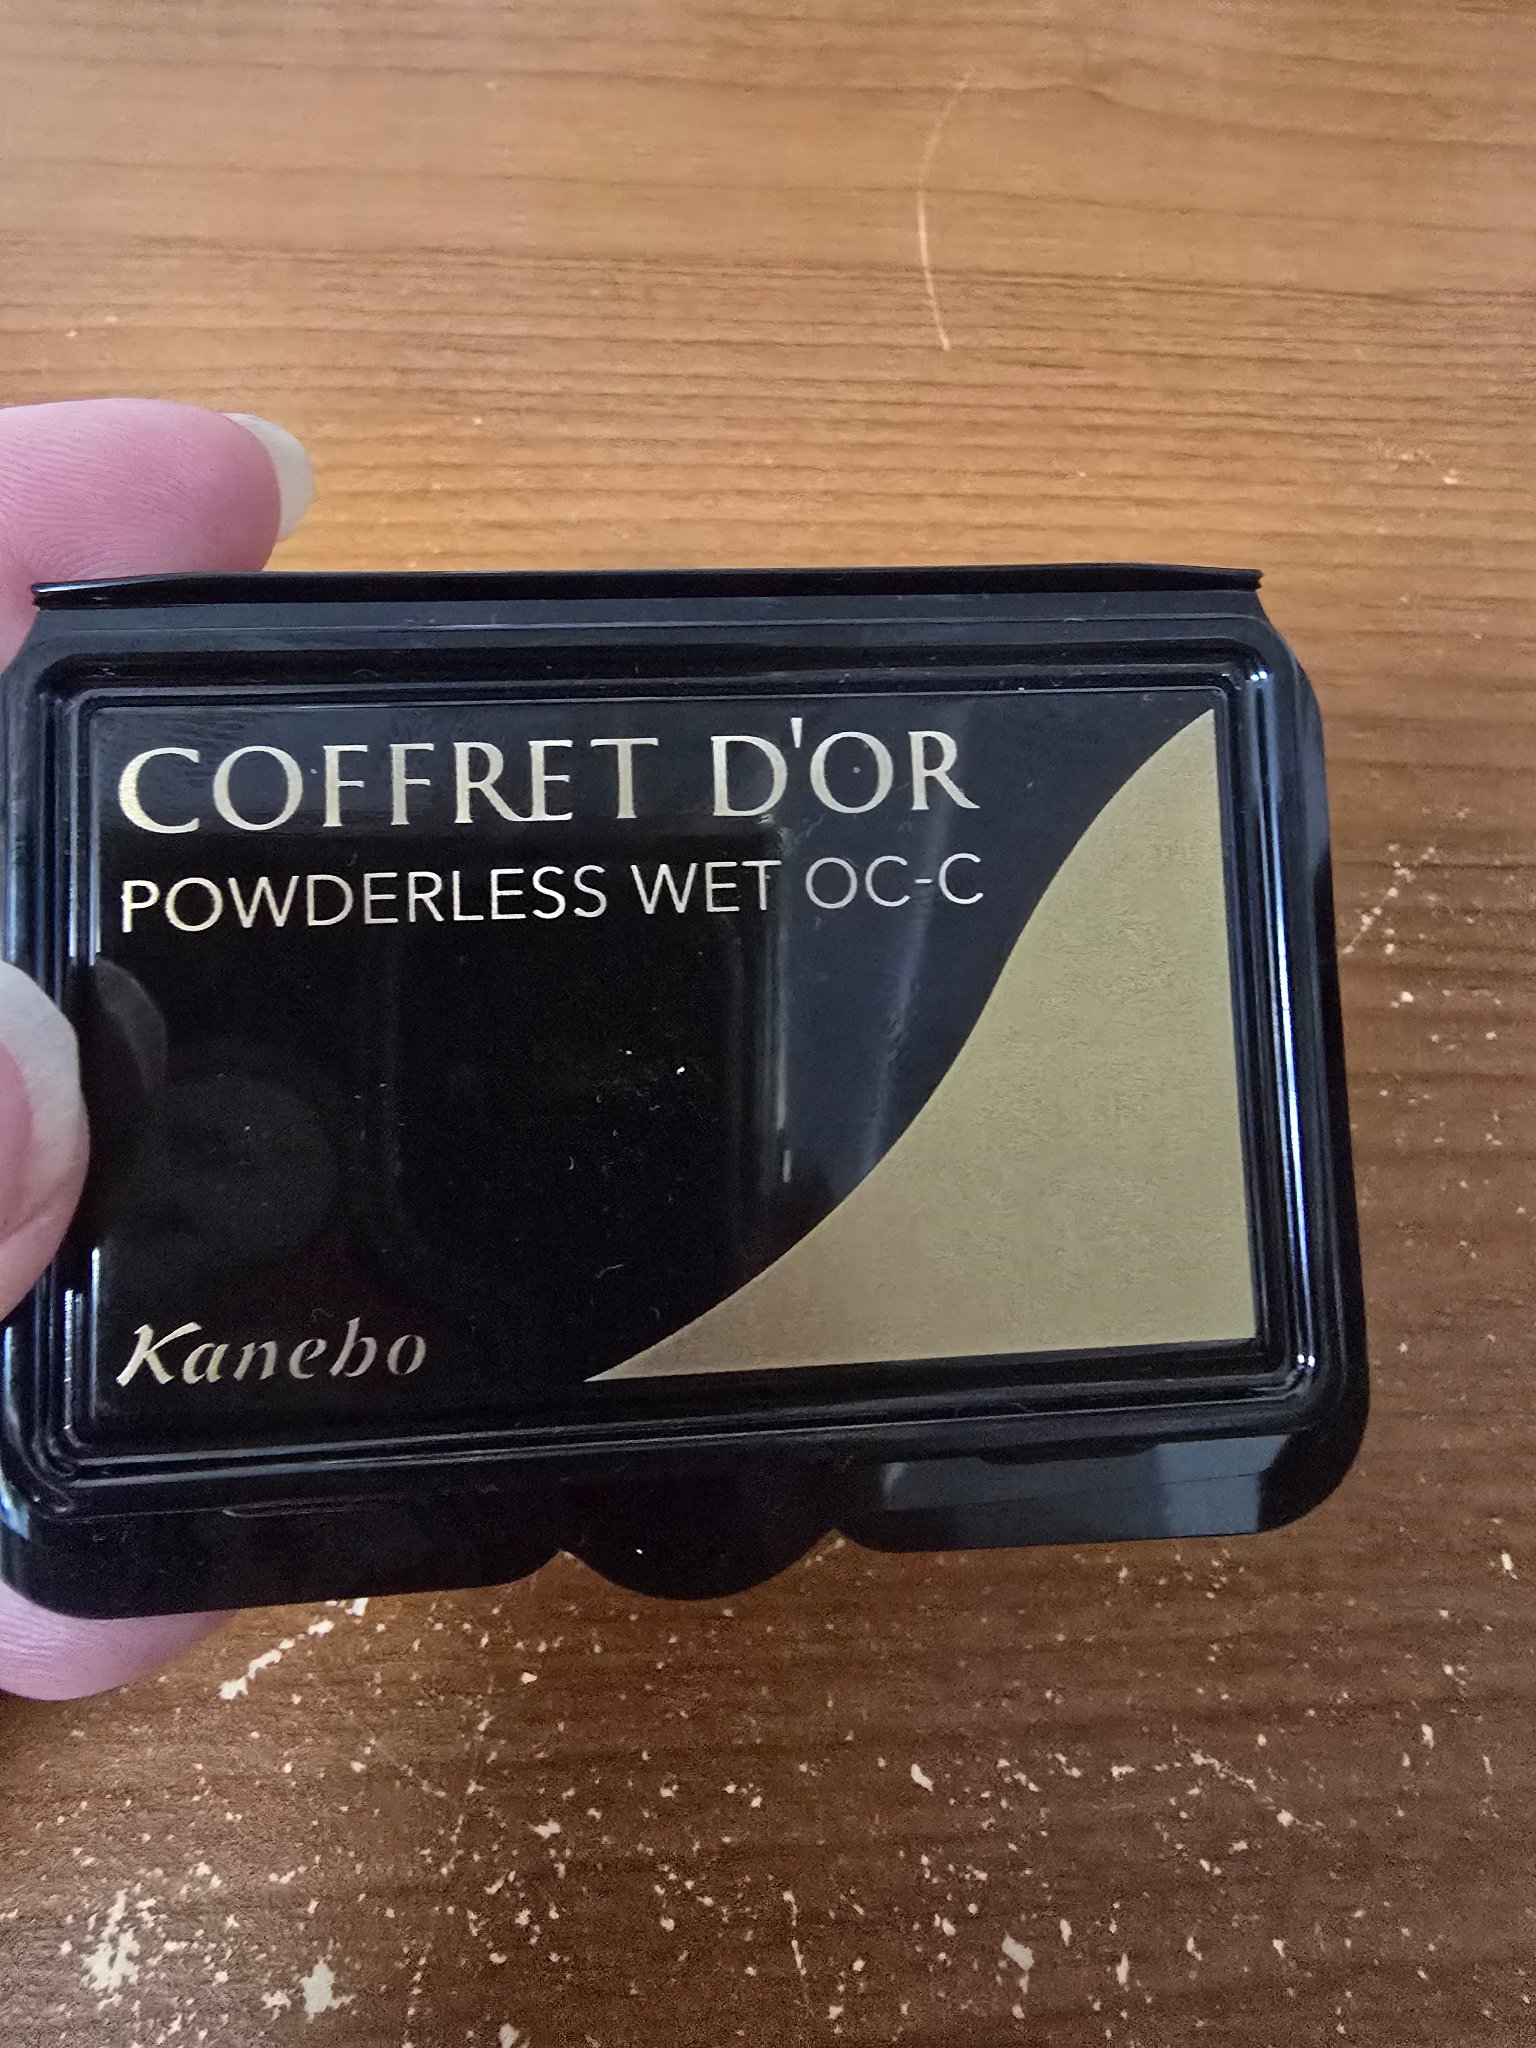 COFFRET D'OR
POWDERLESS WET OC-C
Kanebo